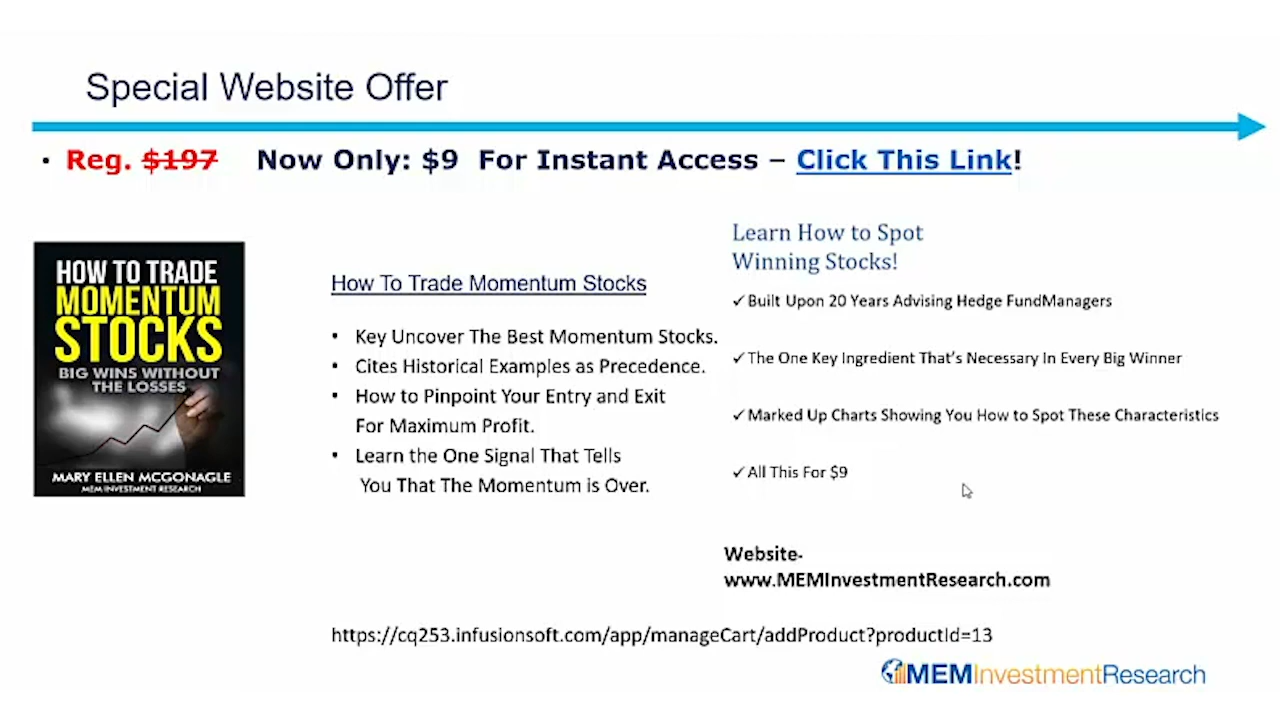 Special Website Offer
• Reg. $197 Now Only: $9 For Instant Access – Click This Link!
HOW TO TRADE
MOMENTUM
STOCKS
BIG WINS WITHOUT
THE LOSSES
MARY ELLEN MCGONAGLE
MEM INVESTMENT RESEARCH
How To Trade Momentum Stocks
• Key Uncover The Best Momentum Stocks.
• Cites Historical Examples as Precedence.
• How to Pinpoint Your Entry and Exit
For Maximum Profit.
• Learn the One Signal That Tells
You That The Momentum is Over.
Learn How to Spot
Winning Stocks!
✓Built Upon 20 Years Advising Hedge FundManagers
✓The One Key Ingredient That's Necessary In Every Big Winner
✓Marked Up Charts Showing You How to Spot These Characteristics
✓All This For $9
Website-
www.MEMInvestmentResearch.com
https://cq253.infusionsoft.com/app/manageCart/addProduct?productId=13
MEMInvestmentResearch